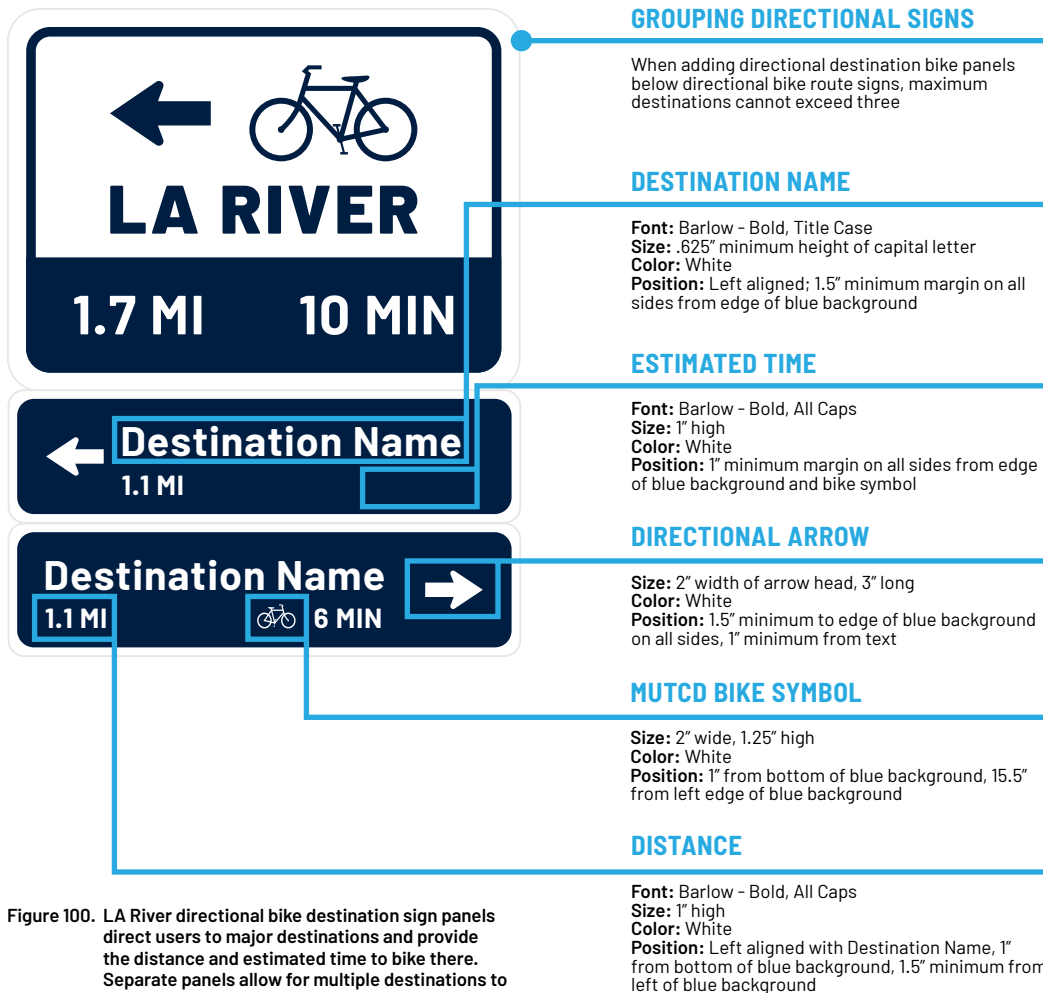 LA RIVER
1.7 MI 10 MIN
Destination Name
1.1 MI
Destination Name
1.1 MI 6 MIN
Figure 100. LA River directional bike destination sign panels
direct users to major destinations and provide
the distance and estimated time to bike there.
Separate panels allow for multiple destinations to
GROUPING DIRECTIONAL SIGNS
When adding directional destination bike panels
below directional bike route signs, maximum
destinations cannot exceed three
DESTINATION NAME
Font: Barlow - Bold, Title Case
Size: .625" minimum height of capital letter
Color: White
Position: Left aligned; 1.5" minimum margin on all
sides from edge of blue background
ESTIMATED TIME
Font: Barlow - Bold, All Caps
Size: 1" high
Color: White
Position: 1" minimum margin on all sides from edge
of blue background and bike symbol
DIRECTIONAL ARROW
Size: 2" width of arrow head, 3" long
Color: White
Position: 1.5" minimum to edge of blue background
on all sides, 1" minimum from text
MUTCD BIKE SYMBOL
Size: 2" wide, 1.25" high
Color: White
Position: 1" from bottom of blue background, 15.5"
from left edge of blue background
DISTANCE
Font: Barlow - Bold, All Caps
Size: 1" high
Color: White
Position: Left aligned with Destination Name, 1"
from bottom of blue background, 1.5" minimum from
left of blue background